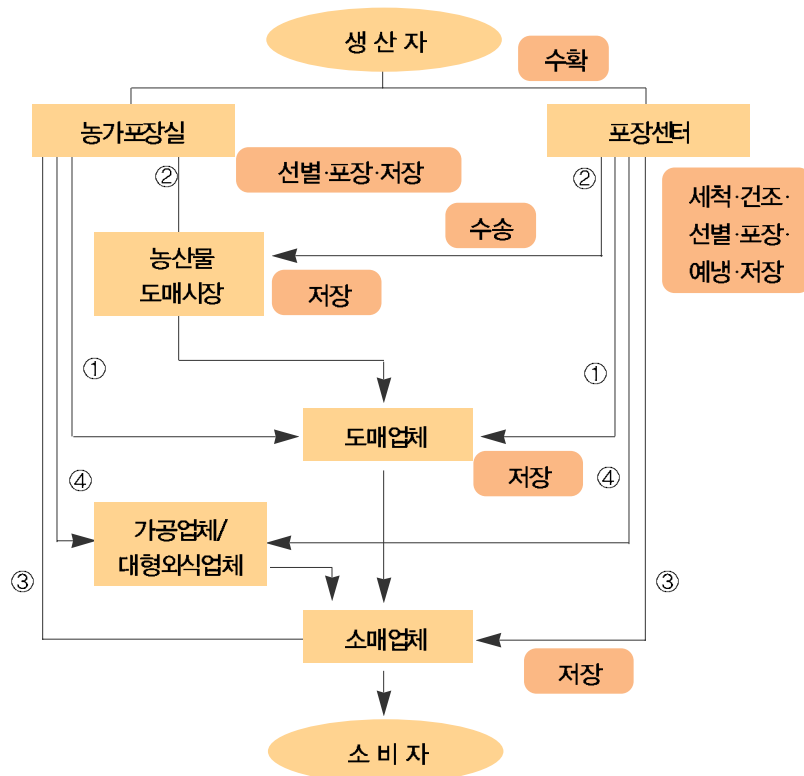 생 산 자
수확
농가포장실
포장센터
②
선별·포장·저장
②
세척·건조·
선별·포장·
예냉·저장
수송
농산물
도매시장
저장
①
①
도매업체
저장
④
④
가공업체/
대형외식업체
③
③
소매업체
저장
소 비 자